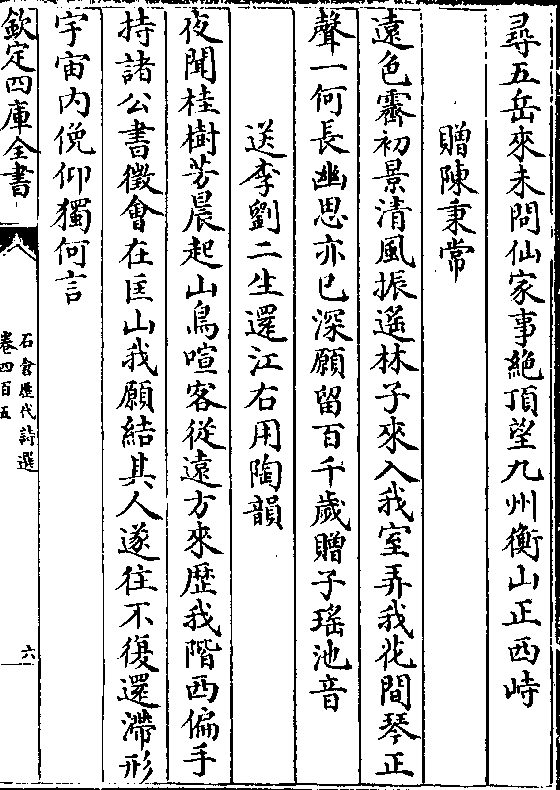 尋五岳來未問仙家事絶頂望九州衡山正西峙
贈陳秉常
遠色霽初景清風振遥林子來入我室弄我花間琴正
聲一何長幽思亦已深願留百千歲贈子瑤池音
送李劉二生還江右用陶韻
夜聞桂樹芳晨起山鳥喧客從遠方來歴我階西偏手
持諸公書徵會在匡山我願結其人遂往不復還滯形
宇宙内俛仰獨何言
欽定四庫全書
石倉歴代詩選
卷四百五
六